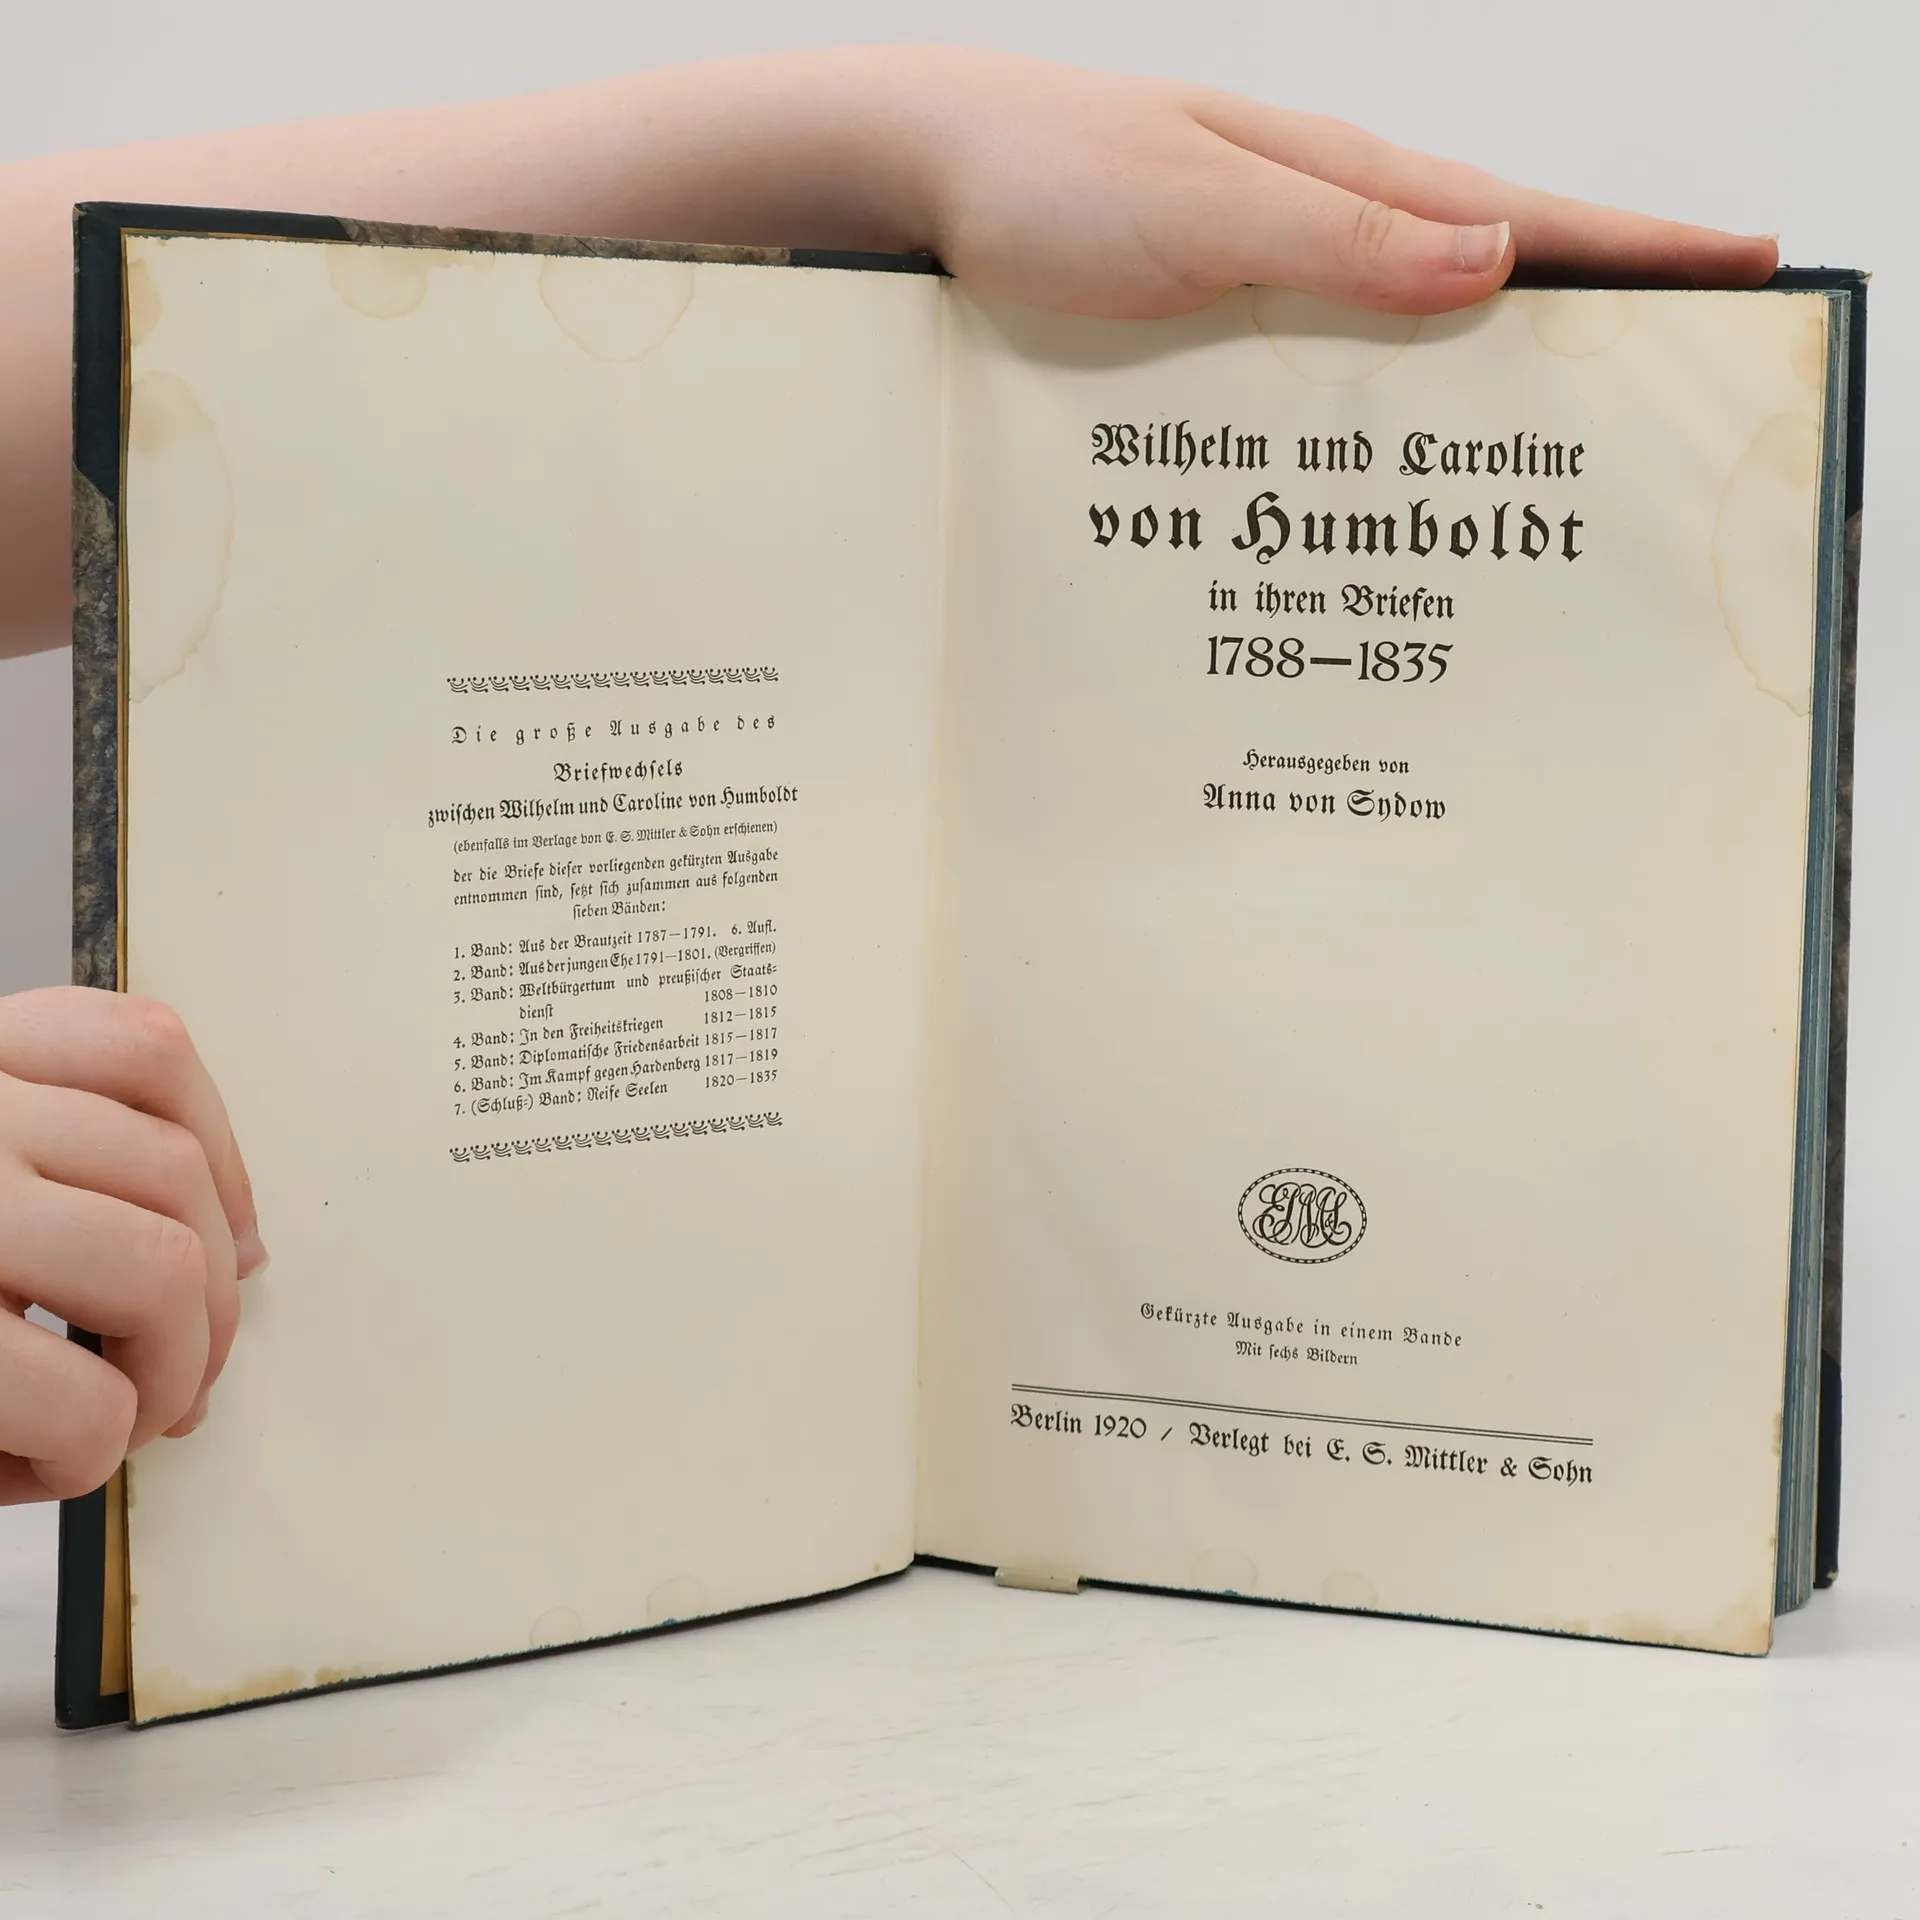 Die große Ausgabe des
Briefwechsels
zwischen Wilhelm und Caroline von Humboldt
(ebenfalls im Verlage von E. S. Mittler & Sohn erschienen)
der die Briefe dieser vorliegenden gekürzten Ausgabe
entnommen sind, setzt sich zusammen aus folgenden
sieben Bänden:
1. Band: Aus der Brautzeit 1787—1791. 6. Aufl.
2. Band: Aus der jungen Ehe 1791—1801. (Vergriffen)
3. Band: Weltbürgertum und preußischer Staats-
dienst 1808—1810
4. Band: In den Freiheitskriegen 1812—1815
5. Band: Diplomatische Friedensarbeit 1815—1817
6. Band: Im Kampf gegen Hardenberg 1817—1819
7. (Schluß-) Band: Reife Seelen 1820—1835
Wilhelm und Caroline
von Humboldt
in ihren Briefen
1788—1835
Herausgegeben von
Anna von Sydow
Gekürzte Ausgabe in einem Bande
Mit sechs Bildern
Berlin 1920 / Verlegt bei E. S. Mittler & Sohn